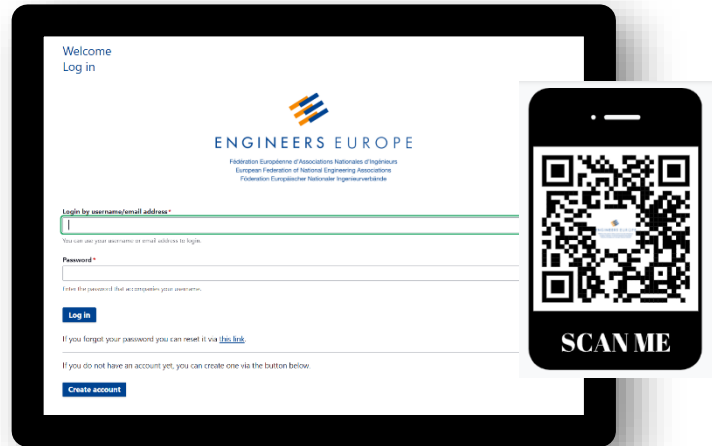 Welcome
Log in
ENGINEERS EUROPE
Fédération Européenne d'Associations Nationales d'Ingénieurs
European Federation of National Engineering Associations
Föderation Europäischer Nationaler Ingenieurverbände
Login by username/email address *
You can use your username or email address to login.
Password *
Enter the password that accompanies your username.
Log in
If you forgot your password you can reset it via this link.
If you do not have an account yet, you can create one via the button below.
Create account
ENGINEERS EUROPE
SCAN ME